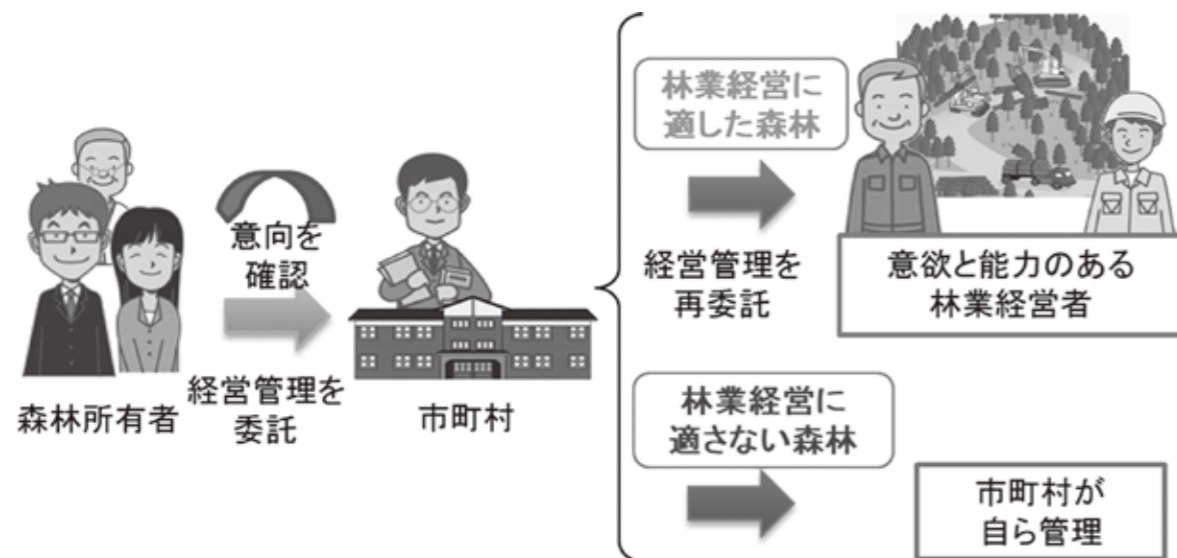 森林所有者
意向を
確認
経営管理を
委託
市町村
林業経営に
適した森林
経営管理を
再委託
意欲と能力のある
林業経営者
林業経営に
適さない森林
市町村が
自ら管理